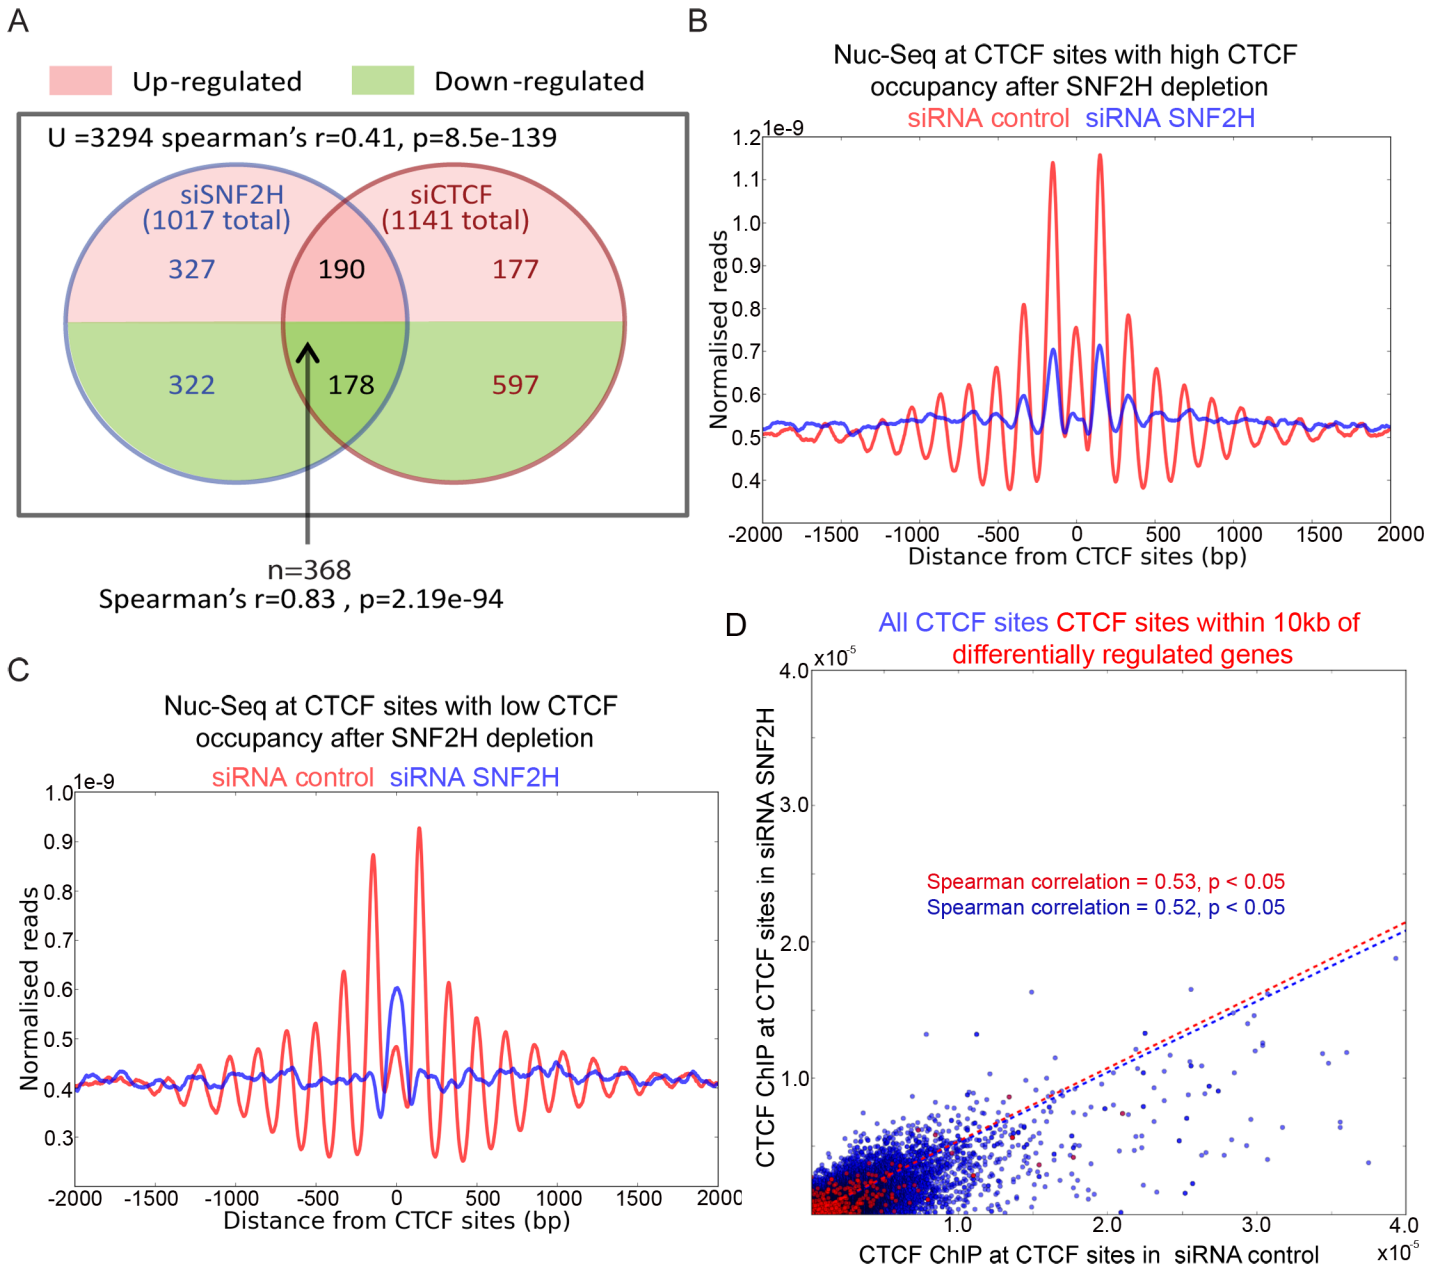 A
Up-regulated Down-regulated
U =3294 spearman's r=0.41, p=8.5e-139
siSNF2H siCTCF
(1017 total) (1141 total)
327 190 177
322 178 597
n=368
Spearman's r=0.83 , p=2.19e-94
B
Nuc-Seq at CTCF sites with high CTCF
occupancy after SNF2H depletion
siRNA control siRNA SNF2H
1e-9
1.2
1.1
1.0
0.9
0.8
0.7
0.6
0.5
0.4
Normalised reads
-2000 -1500 -1000 -500 0 500 1000 1500 2000
Distance from CTCF sites (bp)
C
Nuc-Seq at CTCF sites with low CTCF
occupancy after SNF2H depletion
siRNA control siRNA SNF2H
1e-9
1.0
0.9
0.8
0.7
0.6
0.5
0.4
0.3
Normalised reads
-2000 -1500 -1000 -500 0 500 1000 1500 2000
Distance from CTCF sites (bp)
D
All CTCF sites CTCF sites within 10kb of
differentially regulated genes
x10⁻⁵
4.0
3.0
2.0
1.0
CTCF ChIP at CTCF sites in siRNA SNF2H
Spearman correlation = 0.53, p < 0.05
Spearman correlation = 0.52, p < 0.05
1.0 2.0 3.0 4.0
x10⁻⁵
CTCF ChIP at CTCF sites in siRNA control